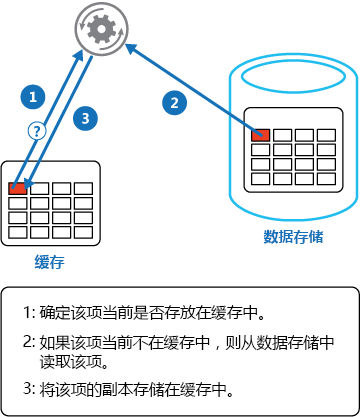 1
2
3
?
数据存储
缓存
1: 确定该项当前是否存放在缓存中。
2: 如果该项当前不在缓存中，则从数据存储中
读取该项。
3: 将该项的副本存储在缓存中。